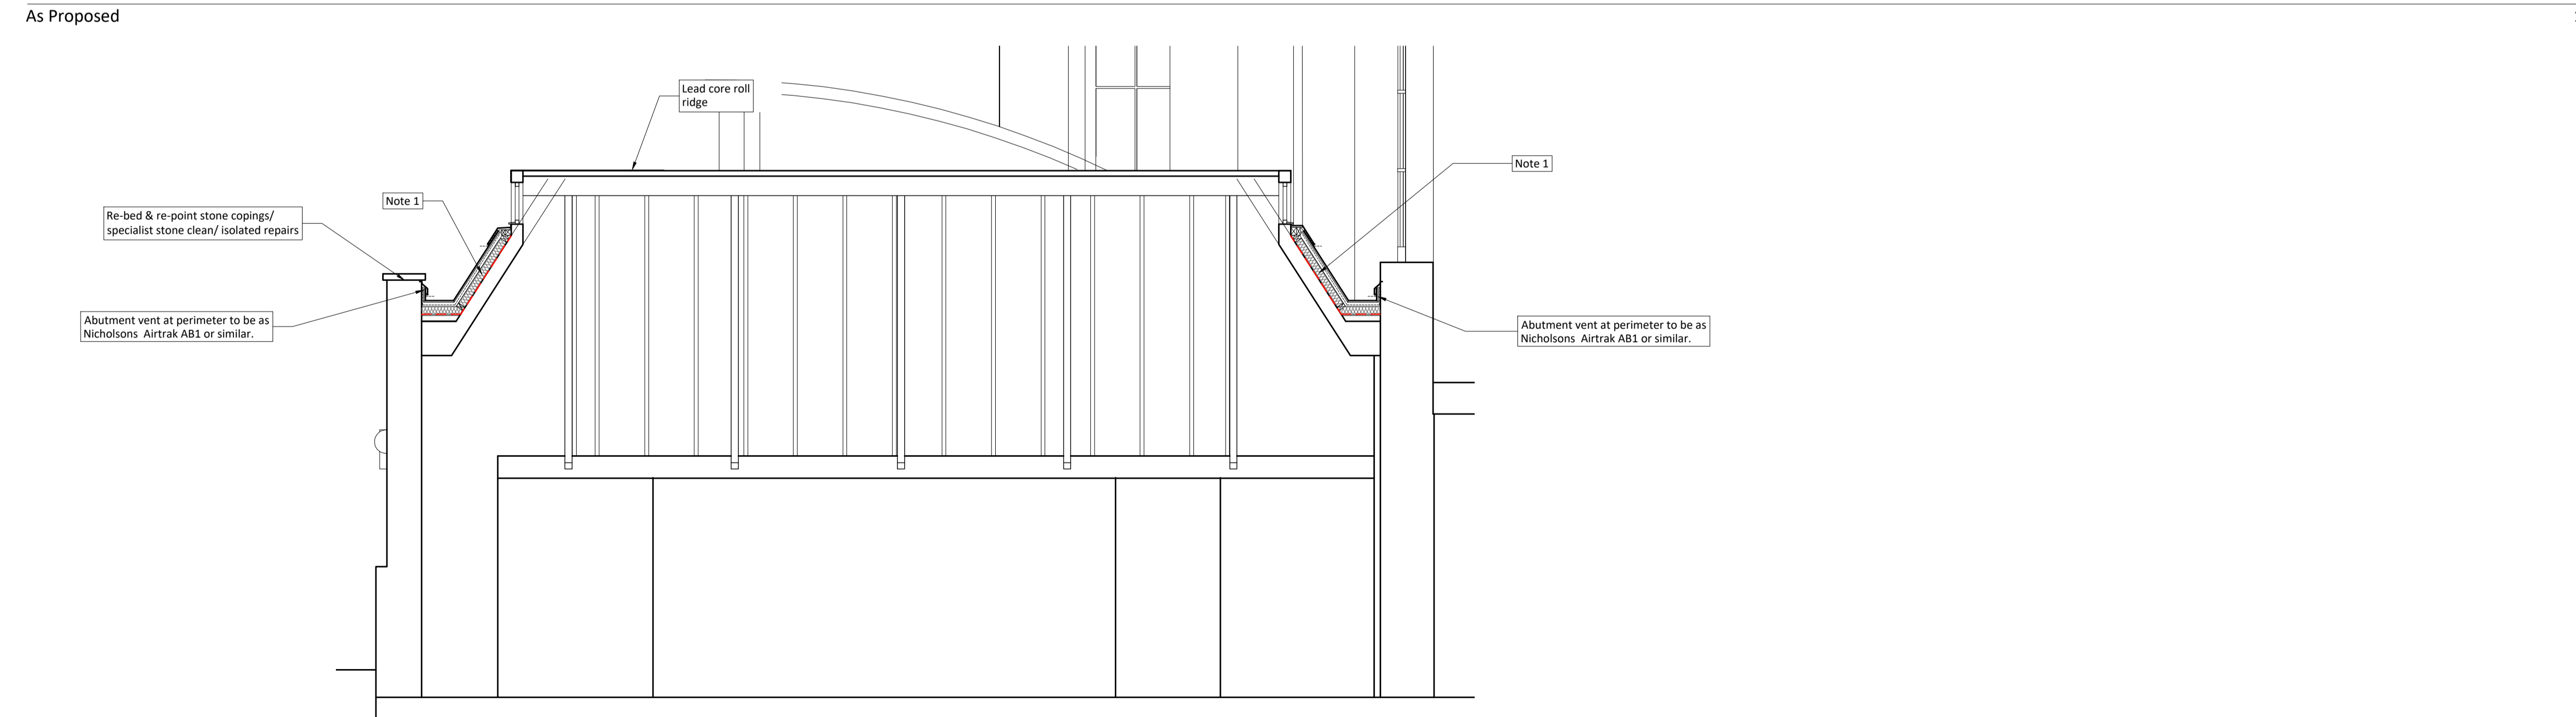 As Proposed
Lead core roll
ridge
Note 1
Note 1
Re-bed & re-point stone copings/
specialist stone clean/ isolated repairs
Abutment vent at perimeter to be as
Nicholsons  Airtrak AB1 or similar.
Abutment vent at perimeter to be as
Nicholsons  Airtrak AB1 or similar.